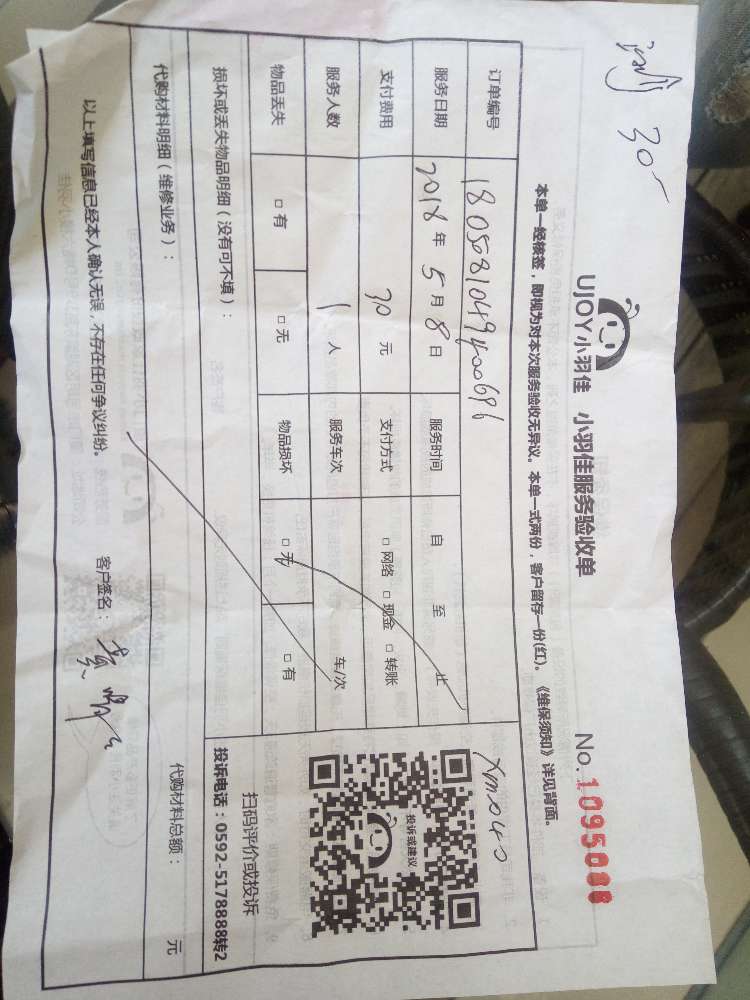 30
UJOY小羽佳 小羽佳服务验收单
No.1095088
本单一经核签，即视为对本次服务验收无异议。本单一式两份，客户留存一份(红)。《维保须知》详见背面。
订单编号 180508104940069 6
xm040
服务日期 2018年5月8日 服务时间 自 至 止
支付费用 30元 支付方式 □网络 □现金 □转账
服务人数 1人 服务车次 车/次
物品丢失 □有 □无 物品损坏 □无 □有
投诉或建议
扫码评价或投诉
投诉电话：0592-5178888转2
损坏或丢失物品明细（没有可不填）：
代购材料明细（维修业务）：
代购材料总额： 元
以上填写信息已经本人确认无误，不存在任何争议纠纷。 客户签名：